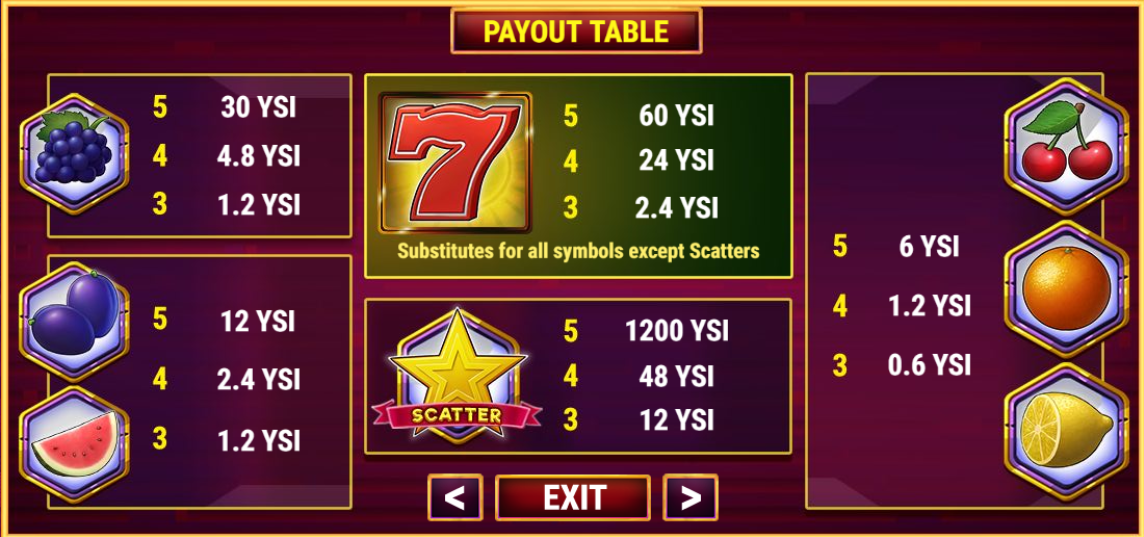 PAYOUT TABLE
5 30 YSI
4 4.8 YSI
3 1.2 YSI
5 12 YSI
4 2.4 YSI
3 1.2 YSI
7
5 60 YSI
4 24 YSI
3 2.4 YSI
Substitutes for all symbols except Scatters
SCATTER
5 1200 YSI
4 48 YSI
3 12 YSI
5 6 YSI
4 1.2 YSI
3 0.6 YSI
< EXIT >